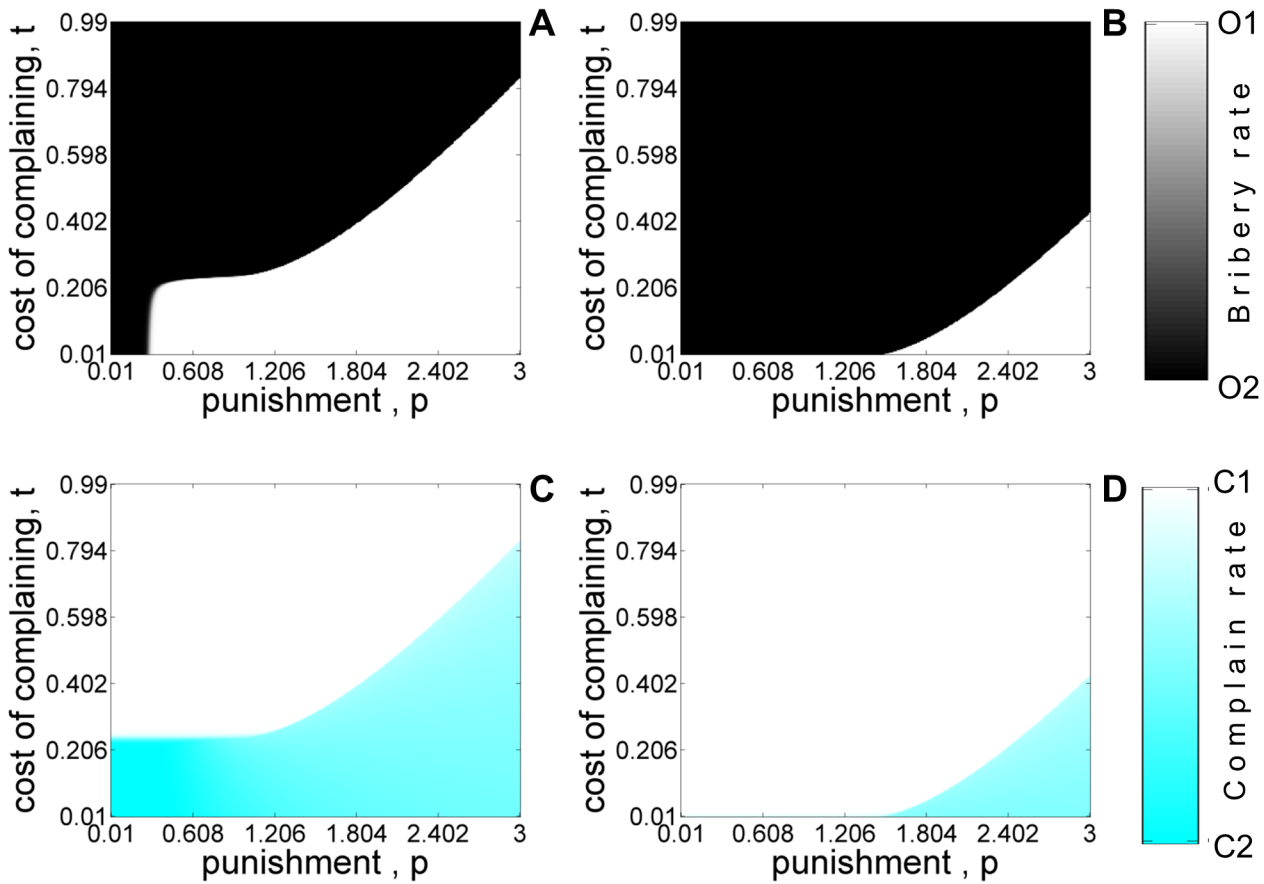 A
cost of complaining, t
0.99
0.794
0.598
0.402
0.206
0.01
0.01 0.608 1.206 1.804 2.402 3
punishment , p
B
cost of complaining, t
0.99
0.794
0.598
0.402
0.206
0.01
0.01 0.608 1.206 1.804 2.402 3
punishment , p
O1
Bribery rate
O2
C
cost of complaining, t
0.99
0.794
0.598
0.402
0.206
0.01
0.01 0.608 1.206 1.804 2.402 3
punishment , p
D
cost of complaining, t
0.99
0.794
0.598
0.402
0.206
0.01
0.01 0.608 1.206 1.804 2.402 3
punishment , p
C1
Complain rate
C2